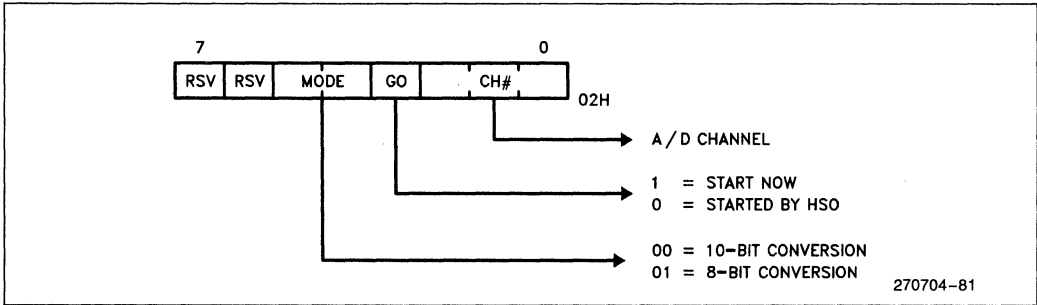 7 0
RSV RSV MODE GO CH#
02H
A/D CHANNEL
1 = START NOW
0 = STARTED BY HSO
00 = 10-BIT CONVERSION
01 = 8-BIT CONVERSION
270704-81